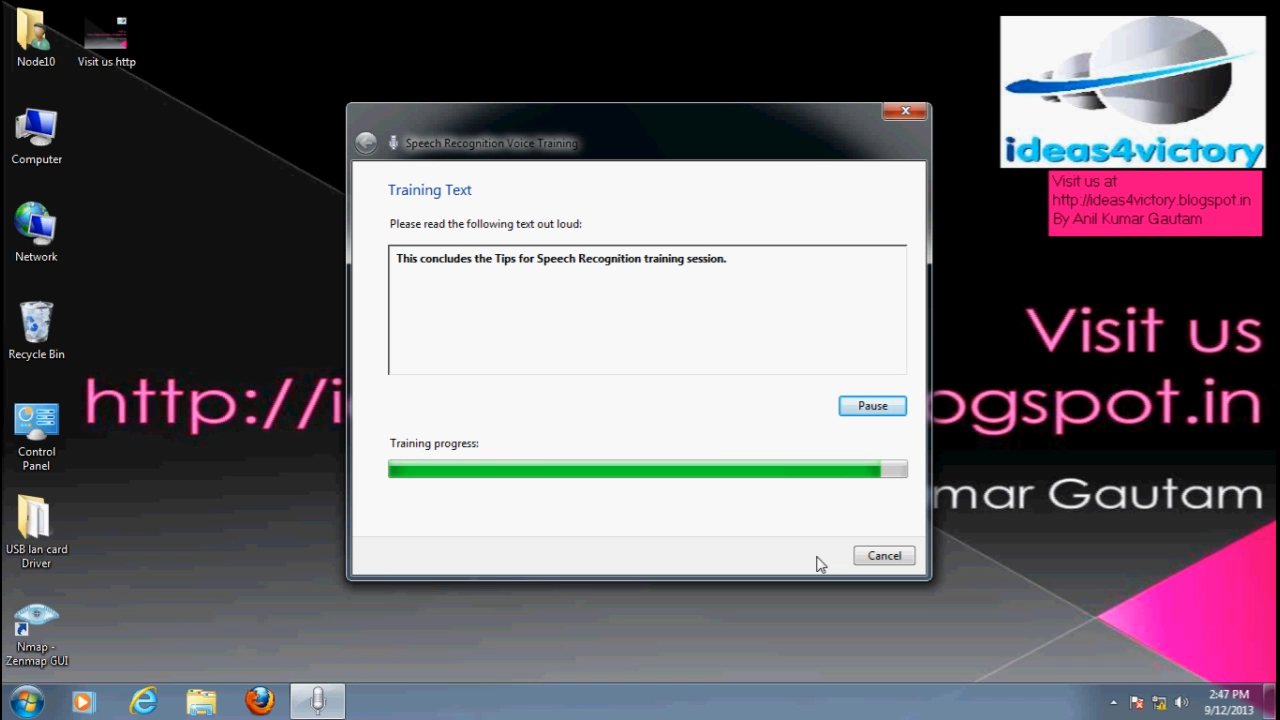 Node10
Visit us http
Computer
Network
Recycle Bin
Control
Panel
USB lan card
Driver
Nmap -
Zenmap GUI
Speech Recognition Voice Training
Training Text
Please read the following text out loud:
This concludes the Tips for Speech Recognition training session.
Pause
Training progress:
Cancel
ideas4victory
Visit us at
http://ideas4victory.blogspot.in
By Anil Kumar Gautam
Visit us
http://i
ogspot.in
mar Gautam
2:47 PM
9/12/2013